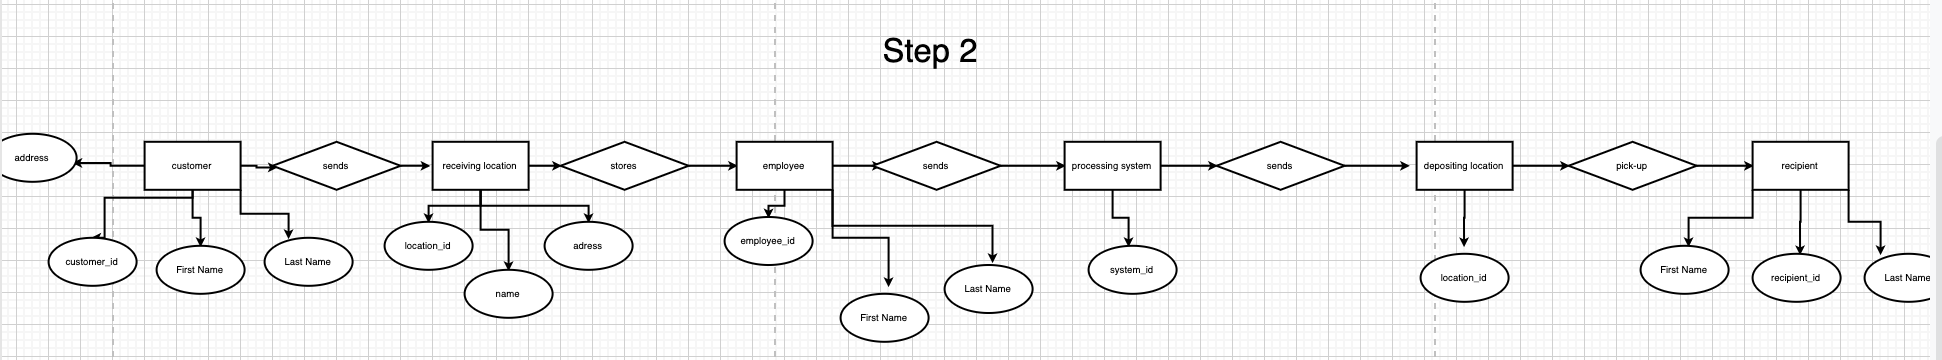 Step 2
address
customer
sends
receiving location
stores
employee
sends
processing system
sends
depositing location
pick-up
recipient
customer_id
First Name
Last Name
location_id
name
adress
employee_id
First Name
Last Name
system_id
location_id
First Name
recipient_id
Last Name